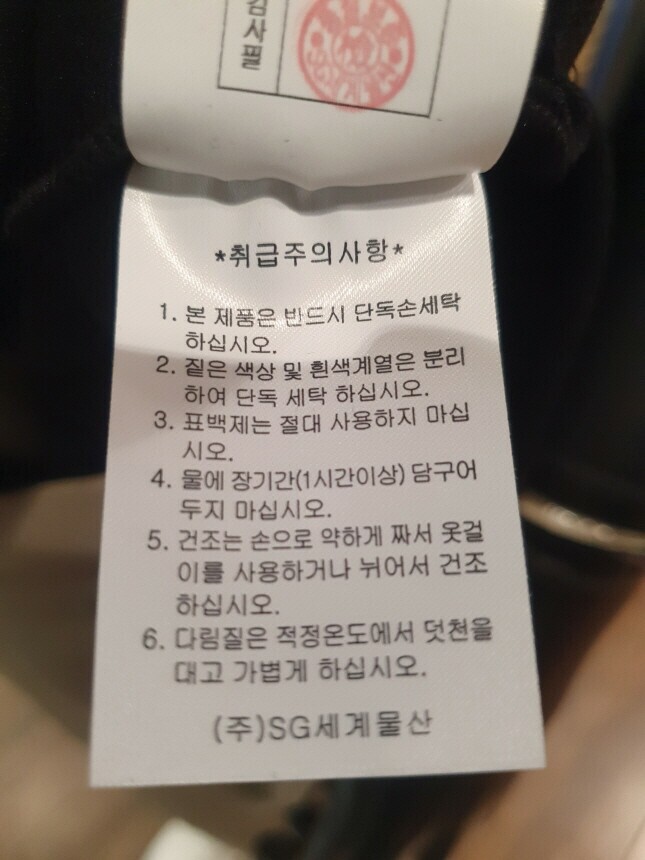 검사필
*취급주의사항*
1. 본 제품은 반드시 단독손세탁
하십시오.
2. 짙은 색상 및 흰색계열은 분리
하여 단독 세탁 하십시오.
3. 표백제는 절대 사용하지 마십
시오.
4. 물에 장기간(1시간이상) 담구어
두지 마십시오.
5. 건조는 손으로 약하게 짜서 옷걸
이를 사용하거나 뉘어서 건조
하십시오.
6. 다림질은 적정온도에서 덧천을
대고 가볍게 하십시오.
(주)SG세계물산